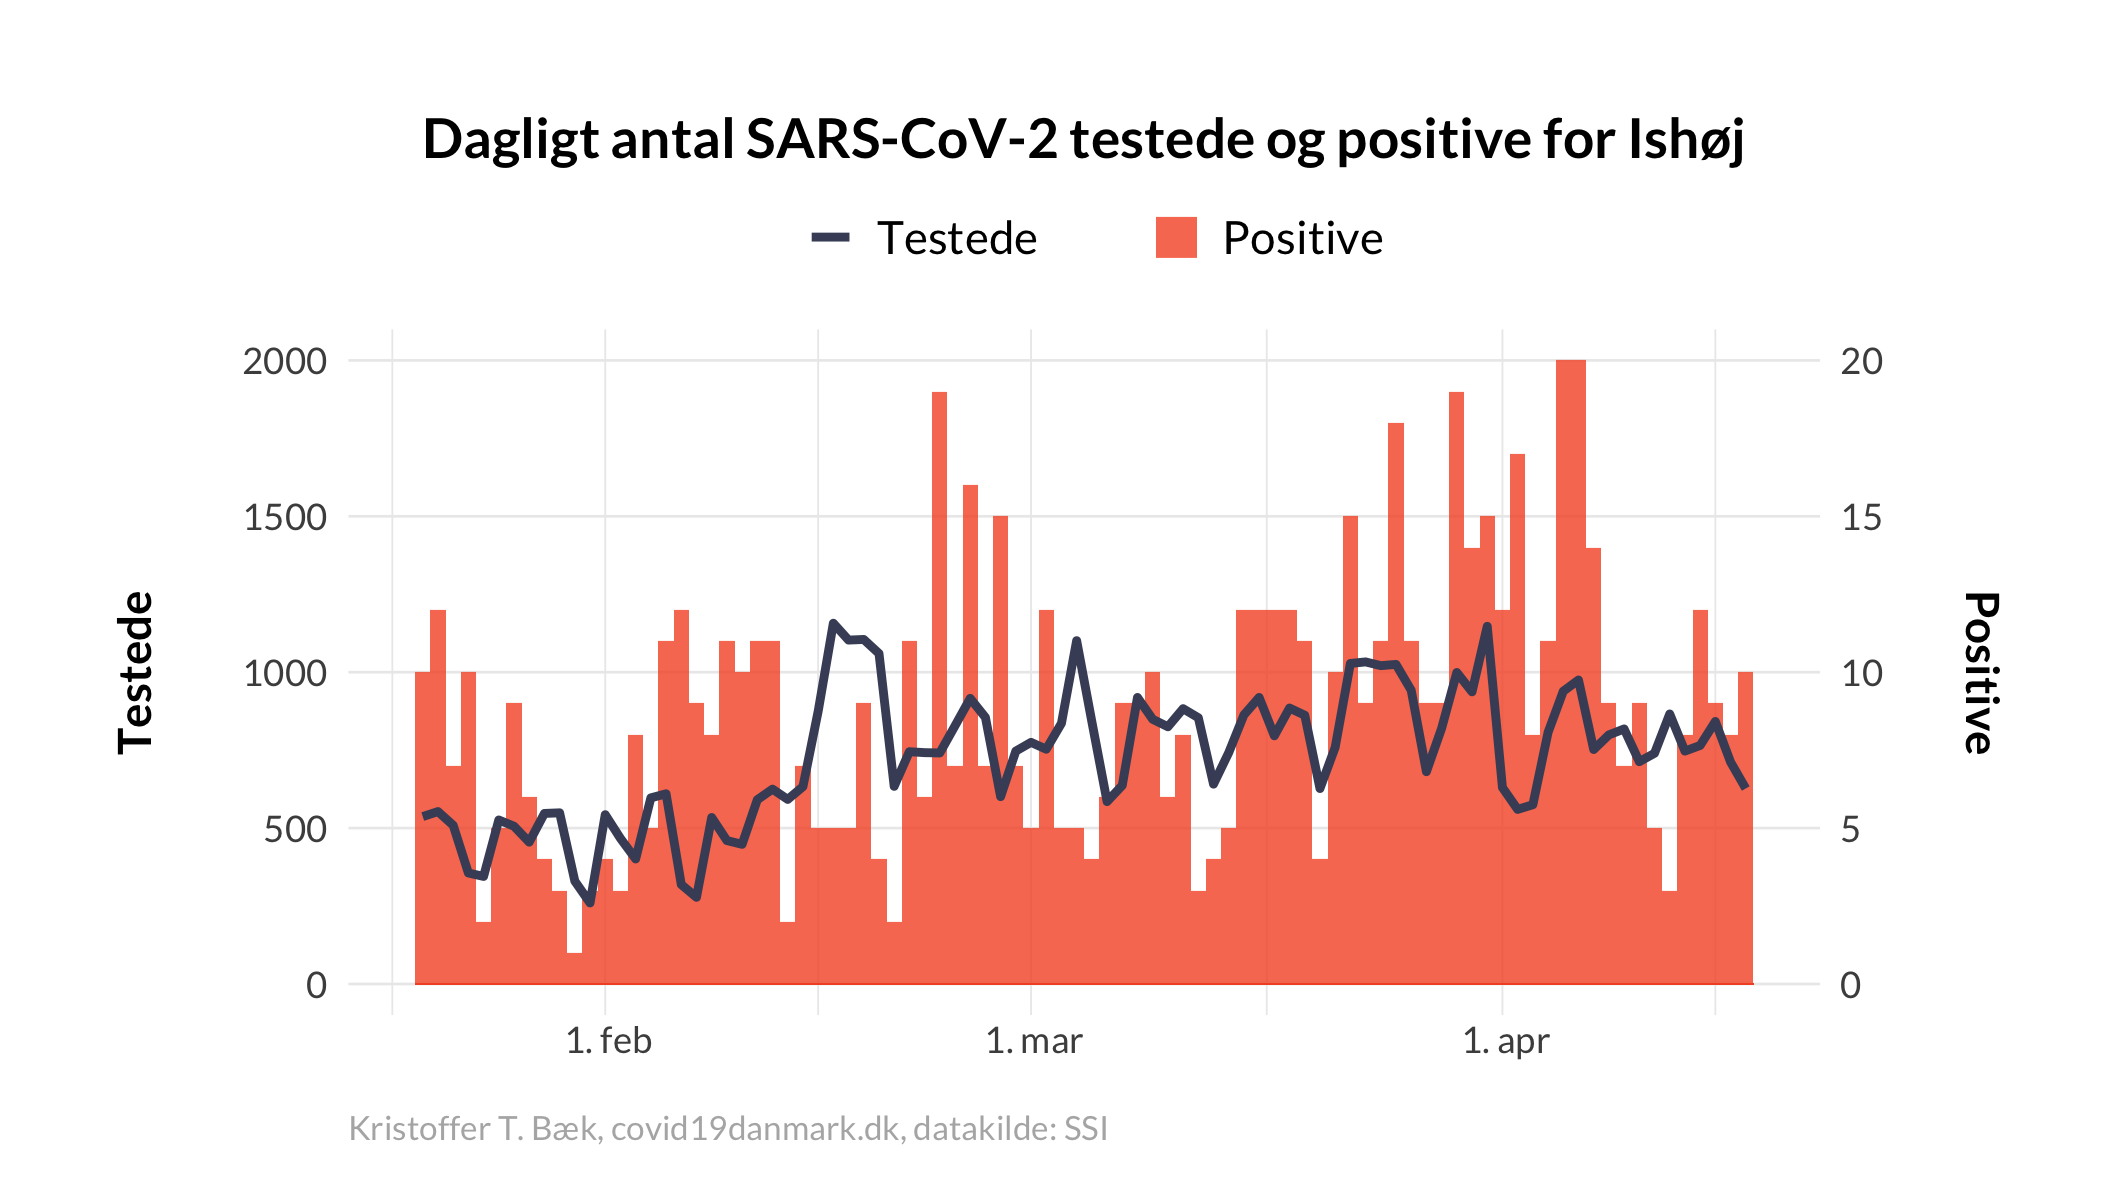 Dagligt antal SARS-CoV-2 testede og positive for Ishøj
Testede
Positive
2000
1500
1000
500
0
20
15
10
5
0
Testede
Positive
1. feb
1. mar
1. apr
Kristoffer T. Bæk, covid19danmark.dk, datakilde: SSI